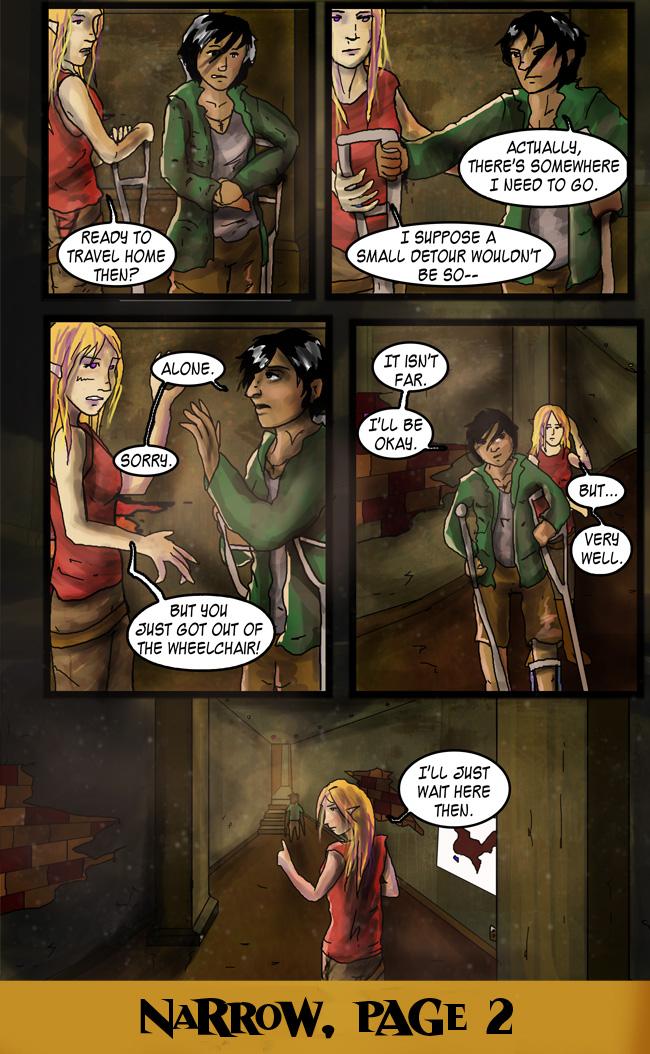 READY TO
TRAVEL HOME
THEN?
ACTUALLY,
THERE'S SOMEWHERE
I NEED TO GO.
I SUPPOSE A
SMALL DETOUR WOULDN'T
BE SO--
ALONE.
SORRY.
BUT YOU
JUST GOT OUT OF
THE WHEELCHAIR!
IT ISN'T
FAR.
I'LL BE
OKAY.
BUT...
VERY
WELL.
I'LL JUST
WAIT HERE
THEN.
NARROW, PAGE 2